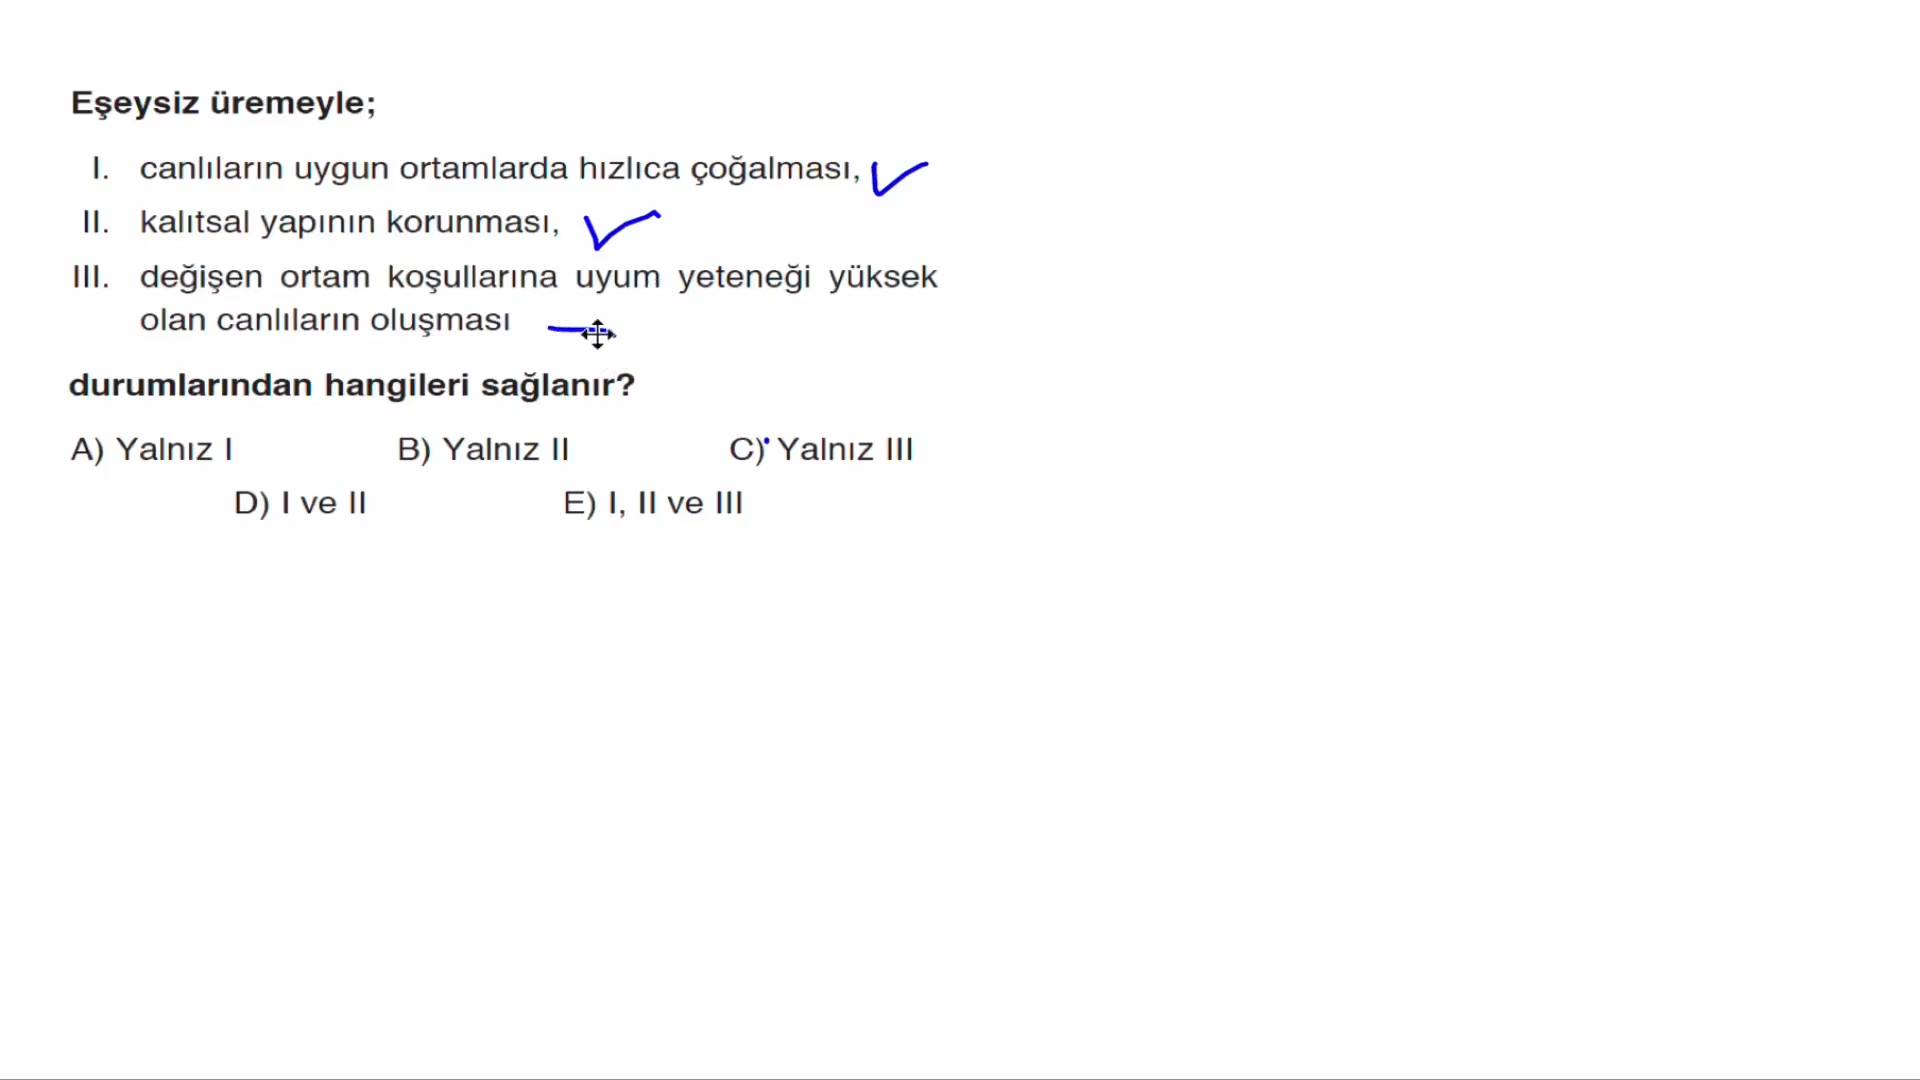 Eşeysiz üremeyle;
I. canlıların uygun ortamlarda hızlıca çoğalması,
II. kalıtsal yapının korunması,
III. değişen ortam koşullarına uyum yeteneği yüksek
olan canlıların oluşması
durumlarından hangileri sağlanır?
A) Yalnız I B) Yalnız II C) Yalnız III
D) I ve II E) I, II ve III